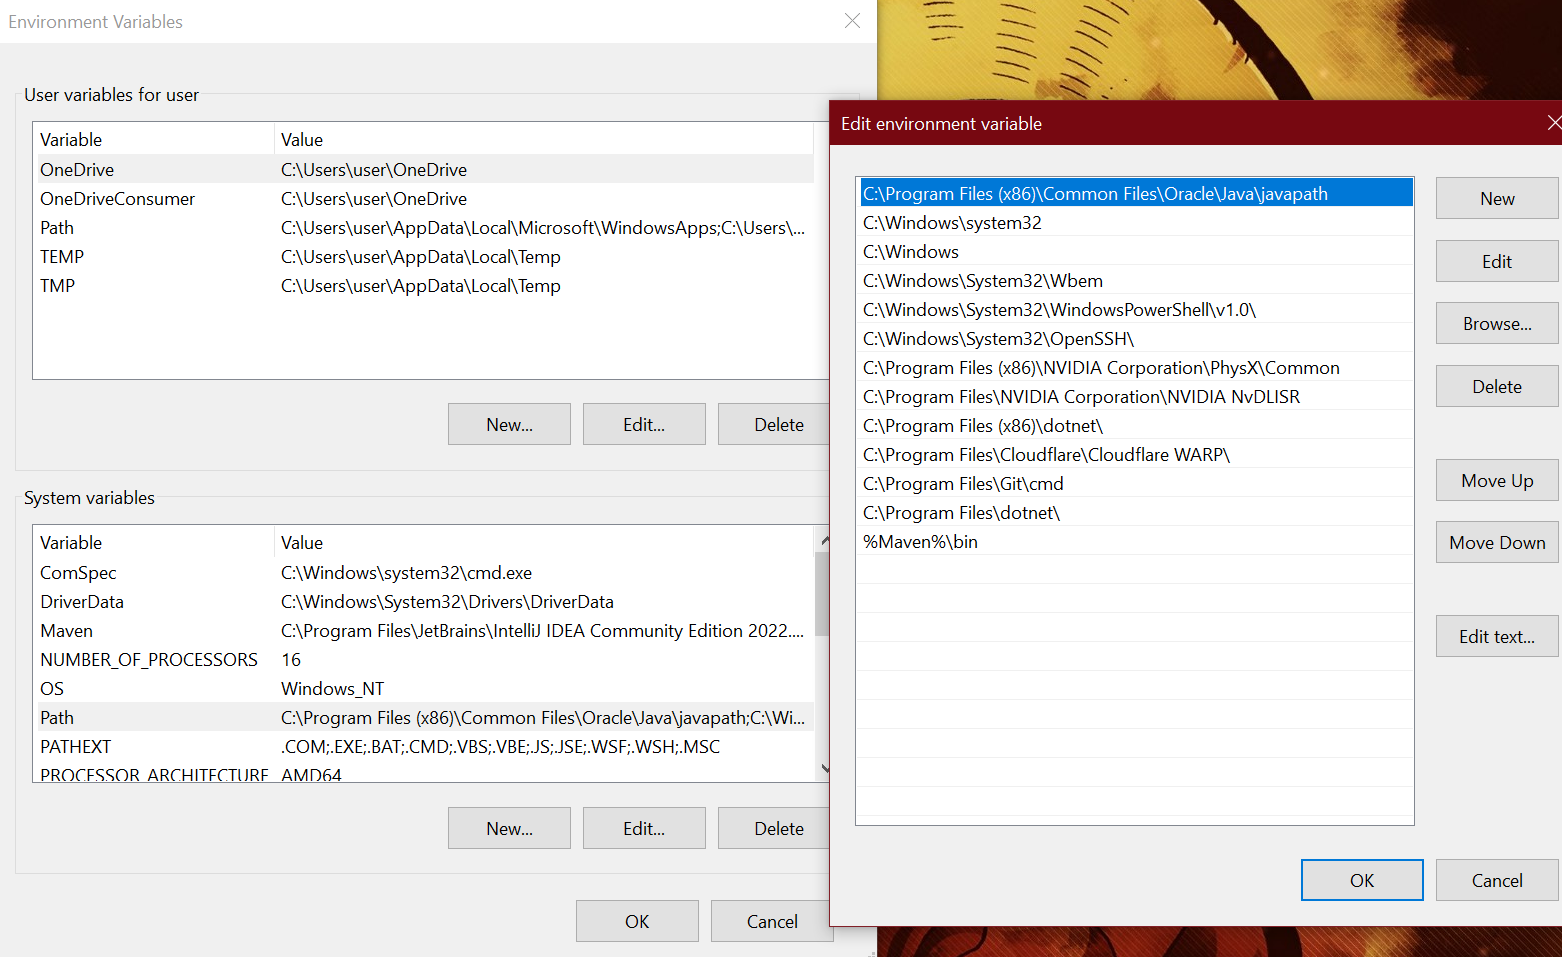 Environment Variables
User variables for user
Variable Value
OneDrive C:\Users\user\OneDrive
OneDriveConsumer C:\Users\user\OneDrive
Path C:\Users\user\AppData\Local\Microsoft\WindowsApps;C:\Users\...
TEMP C:\Users\user\AppData\Local\Temp
TMP C:\Users\user\AppData\Local\Temp
New... Edit... Delete
System variables
Variable Value
ComSpec C:\Windows\system32\cmd.exe
DriverData C:\Windows\System32\Drivers\DriverData
Maven C:\Program Files\JetBrains\IntelliJ IDEA Community Edition 2022....
NUMBER_OF_PROCESSORS 16
OS Windows_NT
Path C:\Program Files (x86)\Common Files\Oracle\Java\javapath;C:\Wi...
PATHEXT .COM;.EXE;.BAT;.CMD;.VBS;.VBE;.JS;.JSE;.WSF;.WSH;.MSC
PROCESSOR_ARCHITECTURE AMD64
New... Edit... Delete
OK Cancel
Edit environment variable
C:\Program Files (x86)\Common Files\Oracle\Java\javapath
C:\Windows\system32
C:\Windows
C:\Windows\System32\Wbem
C:\Windows\System32\WindowsPowerShell\v1.0\
C:\Windows\System32\OpenSSH\
C:\Program Files (x86)\NVIDIA Corporation\PhysX\Common
C:\Program Files\NVIDIA Corporation\NVIDIA NvDLISR
C:\Program Files (x86)\dotnet\
C:\Program Files\Cloudflare\Cloudflare WARP\
C:\Program Files\Git\cmd
C:\Program Files\dotnet\
%Maven%\bin
New
Edit
Browse...
Delete
Move Up
Move Down
Edit text...
OK Cancel